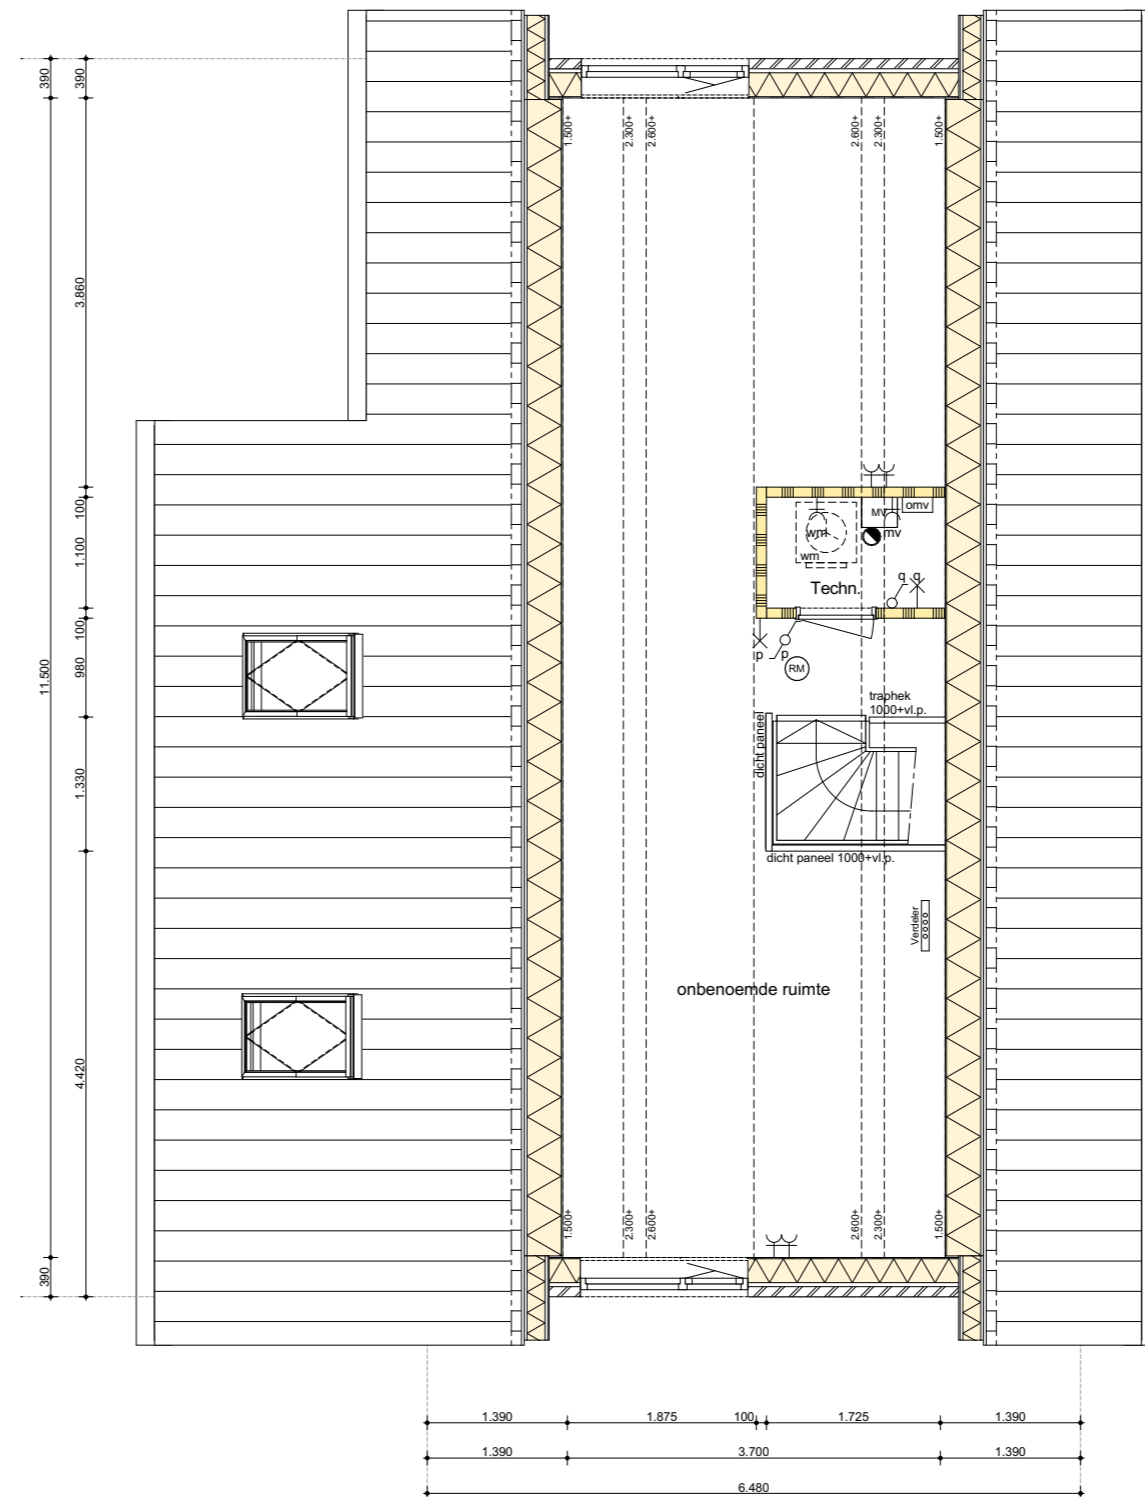 390
390
1.500+
2.300+
2.600+
2.600+
2.300+
1.500+
3.860
100
1.100
100
980
11.500
1.330
4.420
390
MV
omv
wm
mv
wm
Techn.
q
q
p
p
RM
traphek
1000+vl.p.
dicht paneel
dicht paneel 1000+vl.p.
Verdeler
onbenoemde ruimte
1.500+
2.300+
2.600+
2.600+
2.300+
1.500+
1.390
1.875
100
1.725
1.390
1.390
3.700
1.390
6.480